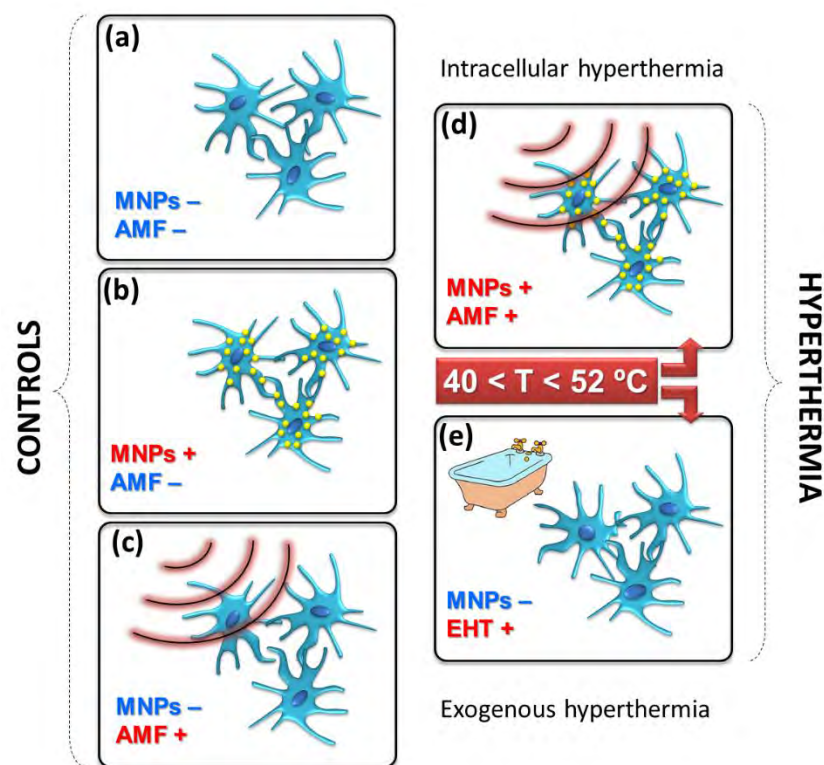 CONTROLS
(a)
MNPs –
AMF –
(b)
MNPs +
AMF –
(c)
MNPs –
AMF +
Intracellular hyperthermia
(d)
MNPs +
AMF +
40 < T < 52 ºC
(e)
MNPs –
EHT +
Exogenous hyperthermia
HYPERTHERMIA